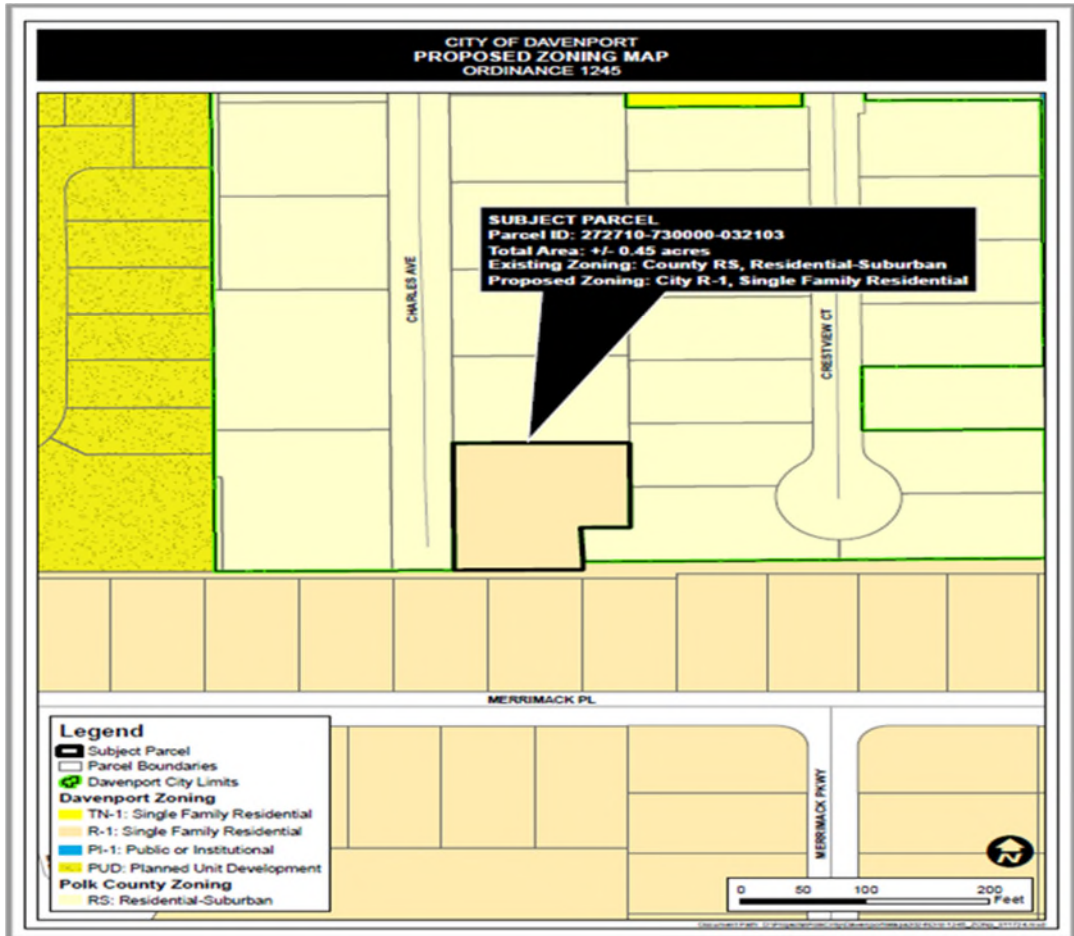 CITY OF DAVENPORT
PROPOSED ZONING MAP
ORDINANCE 1245
SUBJECT PARCEL
Parcel ID: 272710-730000-032103
Total Area: +/- 0.45 acres
Existing Zoning: County RS, Residential-Suburban
Proposed Zoning: City R-1, Single Family Residential
CHARLES AVE
CRESTVIEW CT
MERRIMACK PL
MERRIMACK PKWY
Legend
Subject Parcel
Parcel Boundaries
Davenport City Limits
Davenport Zoning
TN-1: Single Family Residential
R-1: Single Family Residential
PI-1: Public or Institutional
PUD: Planned Unit Development
Polk County Zoning
RS: Residential-Suburban
N
0 50 100 200
Feet
Document Path: